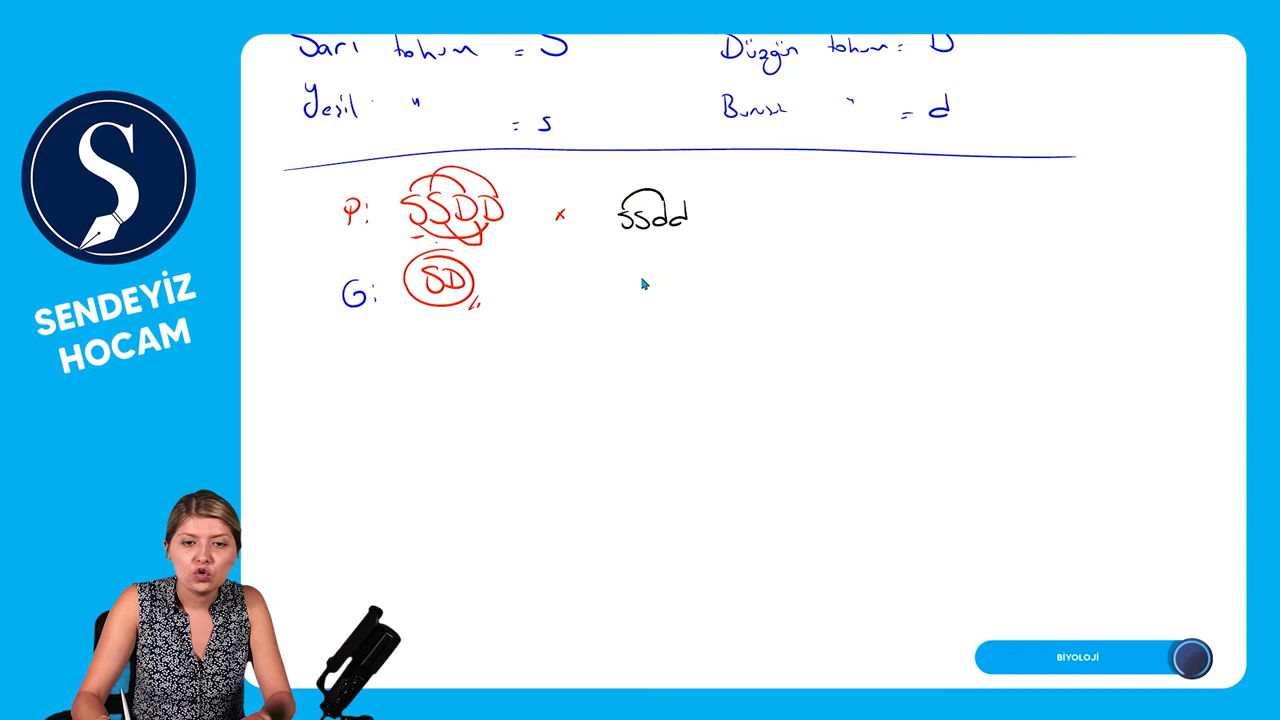 Sarı tohum = S
Düzgün tohum = D
Yeşil " = s
Buruşuk " = d
P: SSDD x ssdd
G: SD
S
SENDEYİZ
HOCAM
BİYOLOJİ